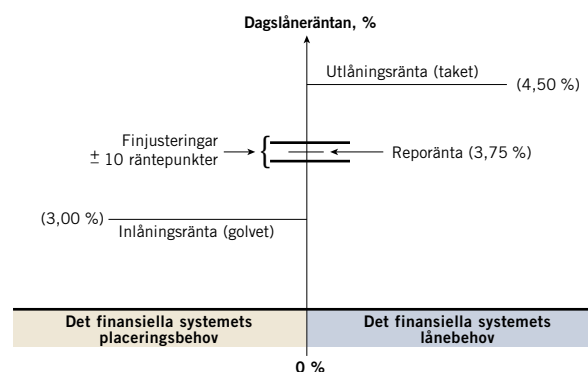 Dagslåneräntan, %
Utlåningsränta (taket)
(4,50 %)
Finjusteringar
± 10 räntepunkter
Reporänta (3,75 %)
(3,00 %)
Inlåningsränta (golvet)
Det finansiella systemets
placeringsbehov
Det finansiella systemets
lånebehov
0 %